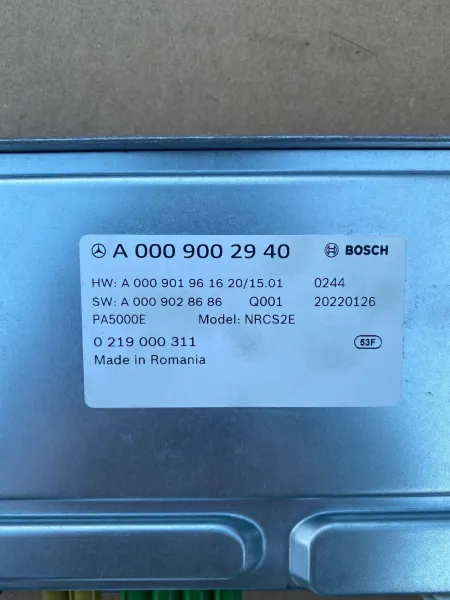 A 000 900 29 40
BOSCH
HW: A 000 901 96 16 20/15.01 0244
SW: A 000 902 86 86 Q001 20220126
PA5000E Model: NRCS2E
0 219 000 311
Made in Romania 53F